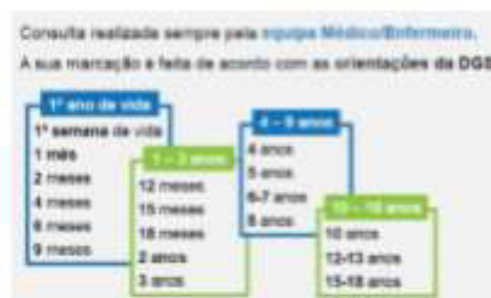 Consulta realizada sempre pela equipa Médico/Enfermeiro.
A sua marcação é feita de acordo com as orientações da DGS
1º ano de vida
1ª semana de vida
1 mês
2 meses
4 meses
6 meses
9 meses
1 – 3 anos
12 meses
15 meses
18 meses
2 anos
3 anos
4 – 9 anos
4 anos
5 anos
6-7 anos
8 anos
10 – 18 anos
10 anos
12-13 anos
15-18 anos